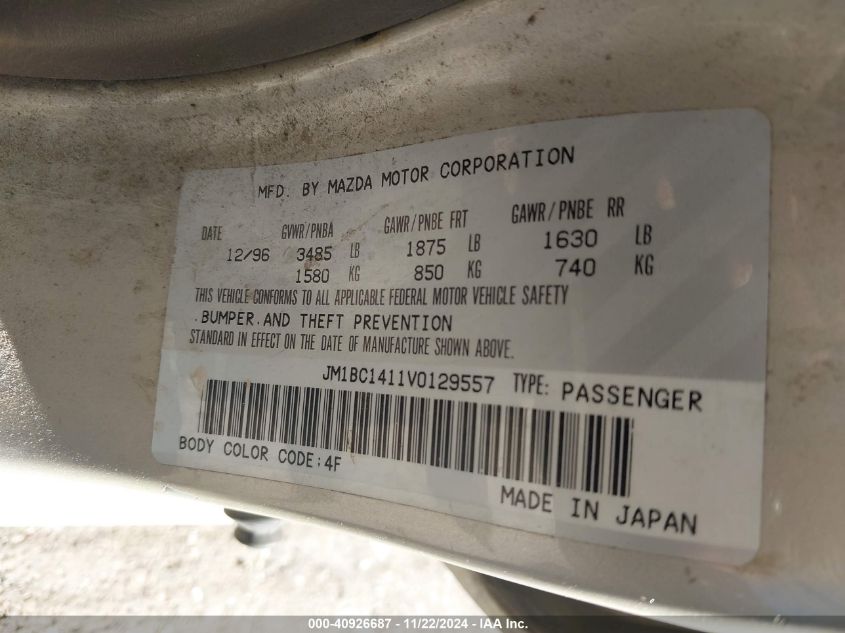 MFD. BY MAZDA MOTOR CORPORATION
DATE GVWR/PNBA GAWR/PNBE FRT GAWR/PNBE RR
12/96 3485 LB 1875 LB 1630 LB
1580 KG 850 KG 740 KG
THIS VEHICLE CONFORMS TO ALL APPLICABLE FEDERAL MOTOR VEHICLE SAFETY
.BUMPER.AND THEFT PREVENTION
STANDARD IN EFFECT ON THE DATE OF MANUFACTURE SHOWN ABOVE.
JM1BC1411V0129557 TYPE: PASSENGER
BODY COLOR CODE:4F
MADE IN JAPAN
000-40926687 - 11/22/2024 - IAA Inc.